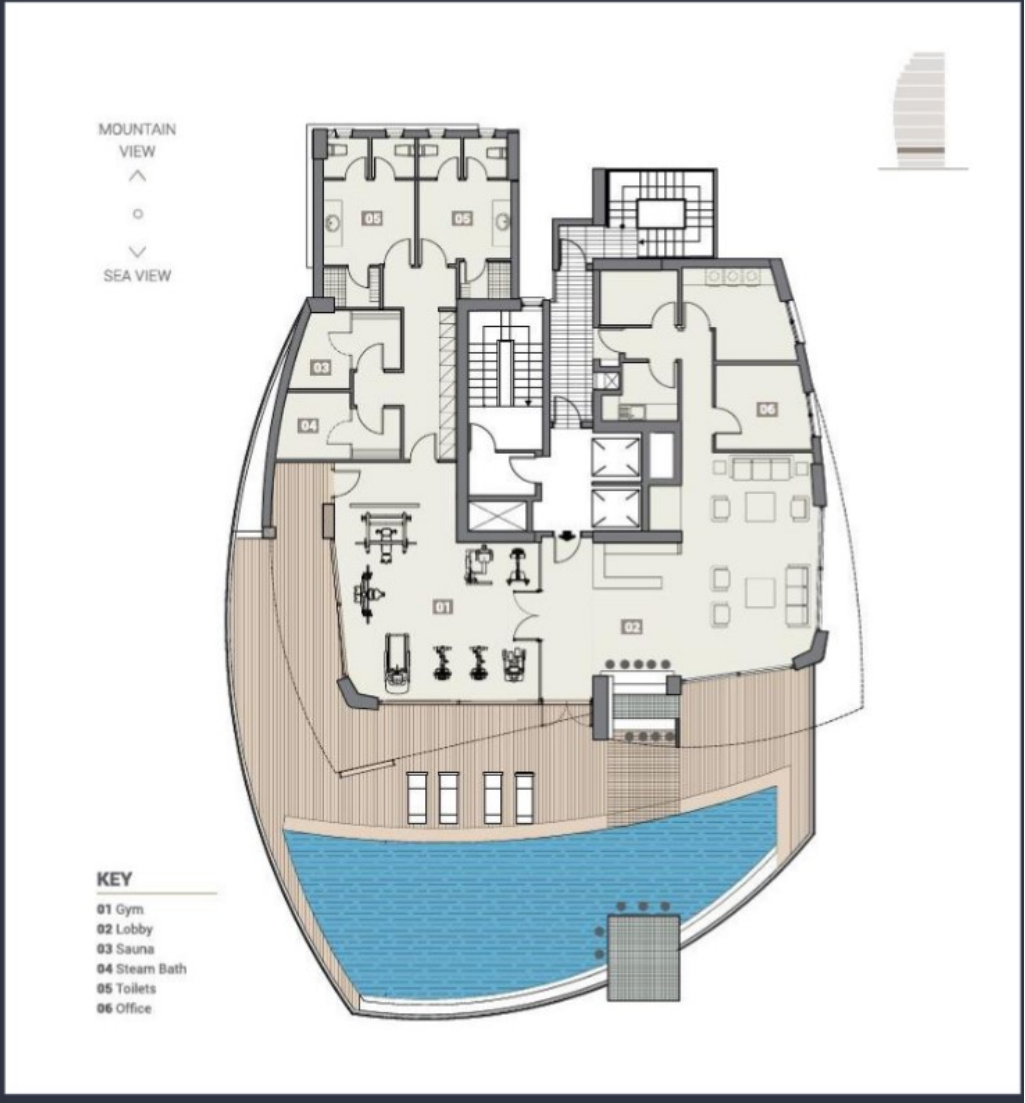 MOUNTAIN
VIEW
SEA VIEW
05
05
03
04
06
01
02
KEY
01 Gym
02 Lobby
03 Sauna
04 Steam Bath
05 Toilets
06 Office